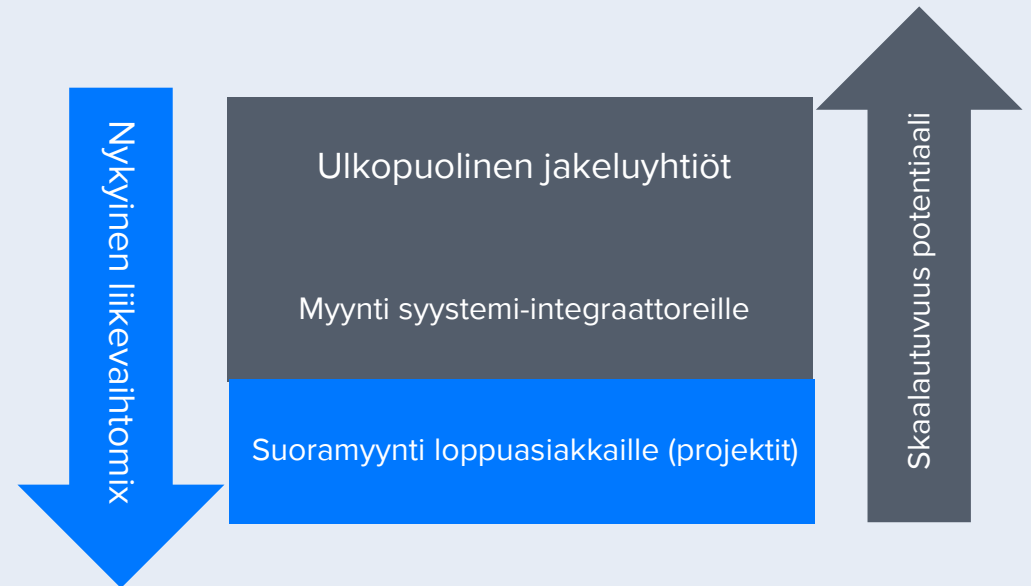 Nykyinen liikevaihtomix
Ulkopuolinen jakeluyhtiöt
Myynti syystemi-integraattoreille
Suoramyynti loppuasiakkaille (projektit)
Skaalautuvuus potentiaali